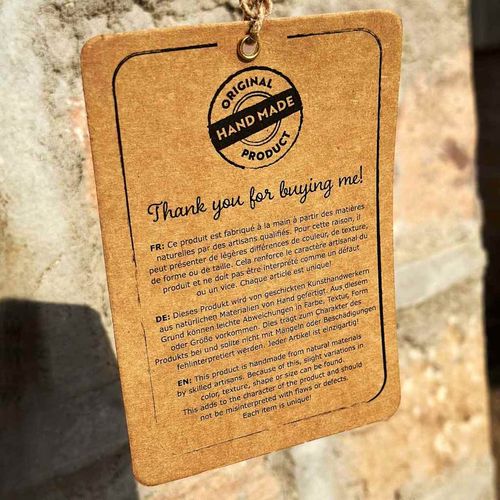 ORIGINAL
HAND MADE
PRODUCT
Thank you for buying me!
FR: Ce produit est fabriqué à la main à partir des matières
naturelles par des artisans qualifiés. Pour cette raison, il
peut présenter de légères différences de couleur, de texture,
de forme ou de taille. Cela renforce le caractère artisanal du
produit et ne doit pas être interprété comme un défaut
ou un vice. Chaque article est unique!
DE: Dieses Produkt wird von geschickten Kunsthandwerkern
aus natürlichen Materialien von Hand gefertigt. Aus diesem
Grund können leichte Abweichungen in Farbe, Textur, Form
oder Größe vorkommen. Dies trägt zum Charakter des
Produkts bei und sollte nicht mit Mängeln oder Beschädigungen
fehlinterpretiert werden. Jeder Artikel ist einzigartig!
EN: This product is handmade from natural materials
by skilled artisans. Because of this, slight variations in
color, texture, shape or size can be found.
This adds to the character of the product and should
not be misinterpreted with flaws or defects.
Each item is unique!